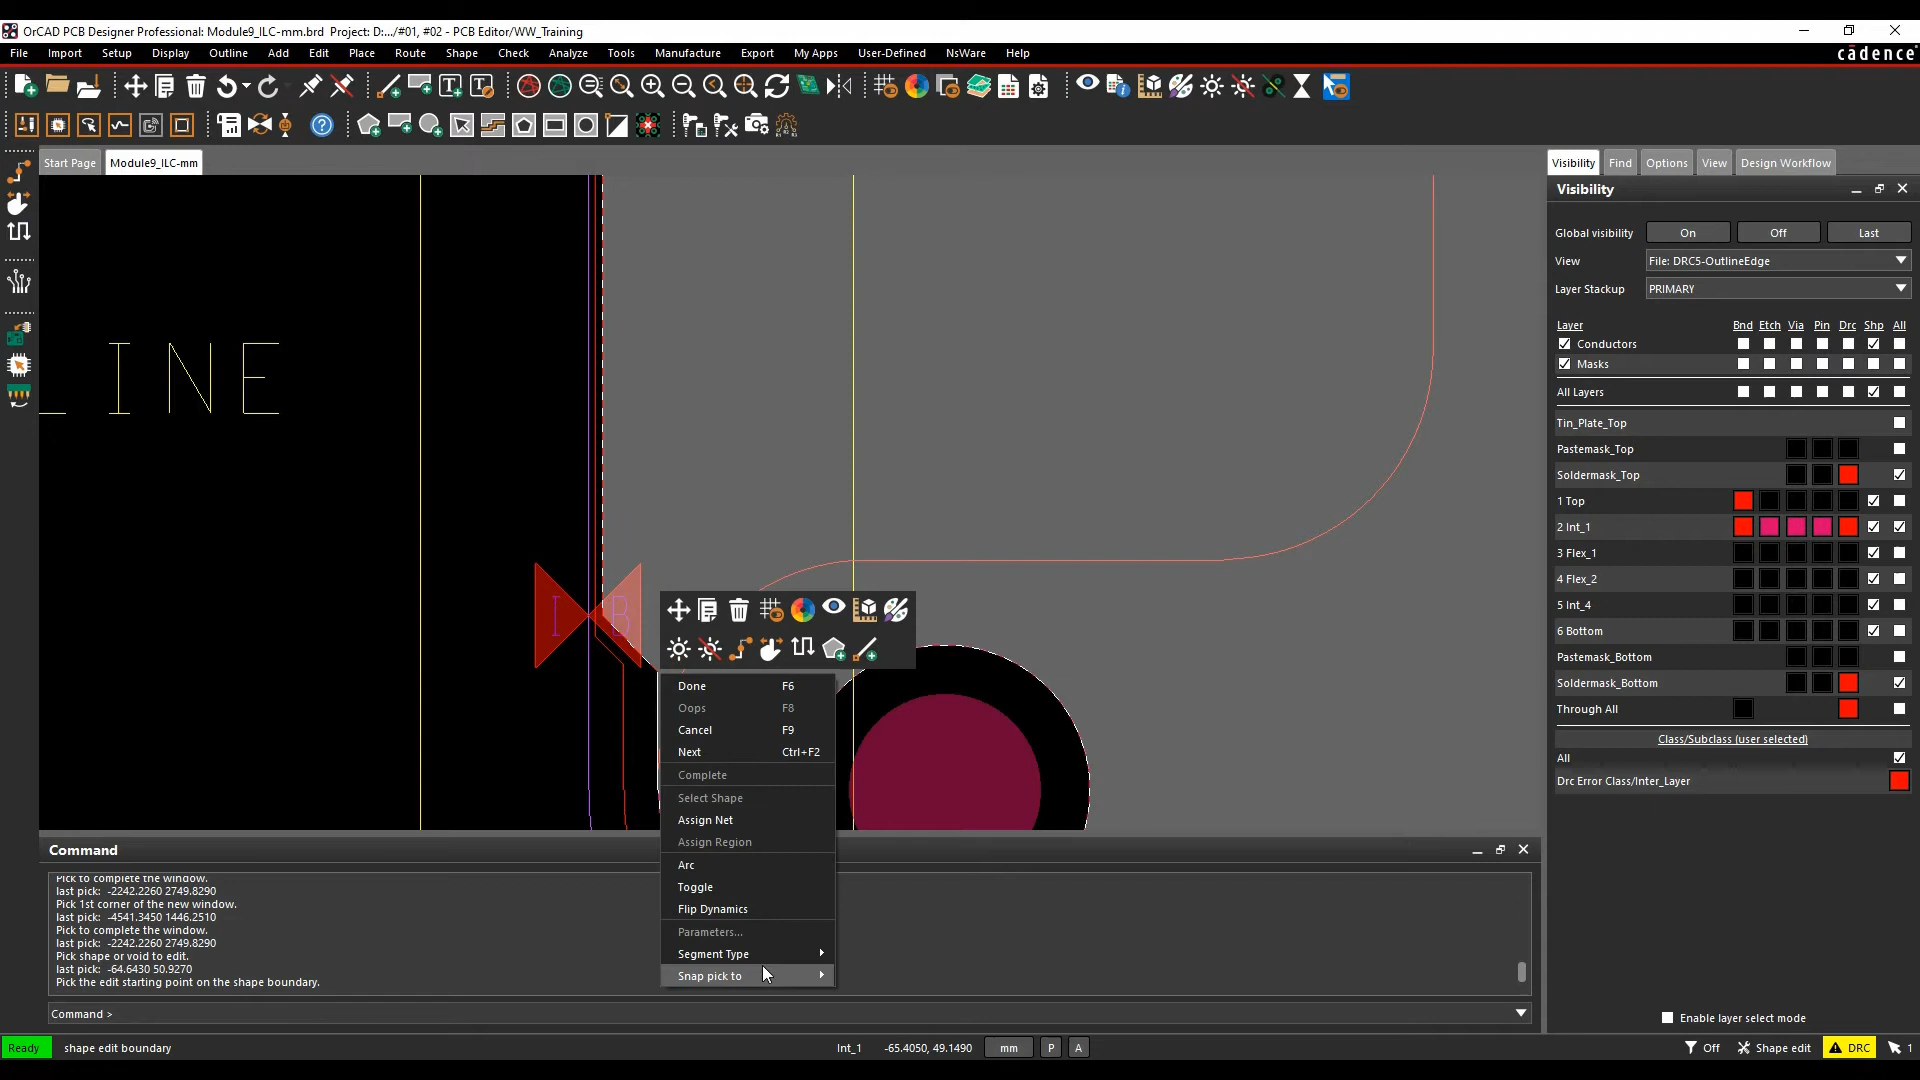 OrCAD PCB Designer Professional: Module9_ILC-mm.brd  Project: D:.../#01, #02 - PCB Editor/WW_Training
File Import Setup Display Outline Add Edit Place Route Shape Check Analyze Tools Manufacture Export My Apps User-Defined NsWare Help
cādence
Start Page Module9_ILC-mm
Visibility Find Options View Design Workflow
Visibility
Global visibility On Off Last
View File: DRC5-OutlineEdge
Layer Stackup PRIMARY
Layer Bnd Etch Via Pin Drc Shp All
Conductors
Masks
All Layers
Tin_Plate_Top
Pastemask_Top
Soldermask_Top
1 Top
2 Int_1
3 Flex_1
4 Flex_2
5 Int_4
6 Bottom
Pastemask_Bottom
Soldermask_Bottom
Through All
Class/Subclass (user selected)
All
Drc Error Class/Inter_Layer
Enable layer select mode
INE
I B
Done F6
Oops F8
Cancel F9
Next Ctrl+F2
Complete
Select Shape
Assign Net
Assign Region
Arc
Toggle
Flip Dynamics
Parameters...
Segment Type
Snap pick to
Command
Pick to complete the window.
last pick:  -2242.2260 2749.8290
Pick 1st corner of the new window.
last pick:  -4541.3450 1446.2510
Pick to complete the window.
last pick:  -2242.2260 2749.8290
Pick shape or void to edit.
last pick:  -64.6430 50.9270
Pick the edit starting point on the shape boundary.
Command >
Ready shape edit boundary Int_1 -65.4050, 49.1490 mm P A Off Shape edit DRC 1